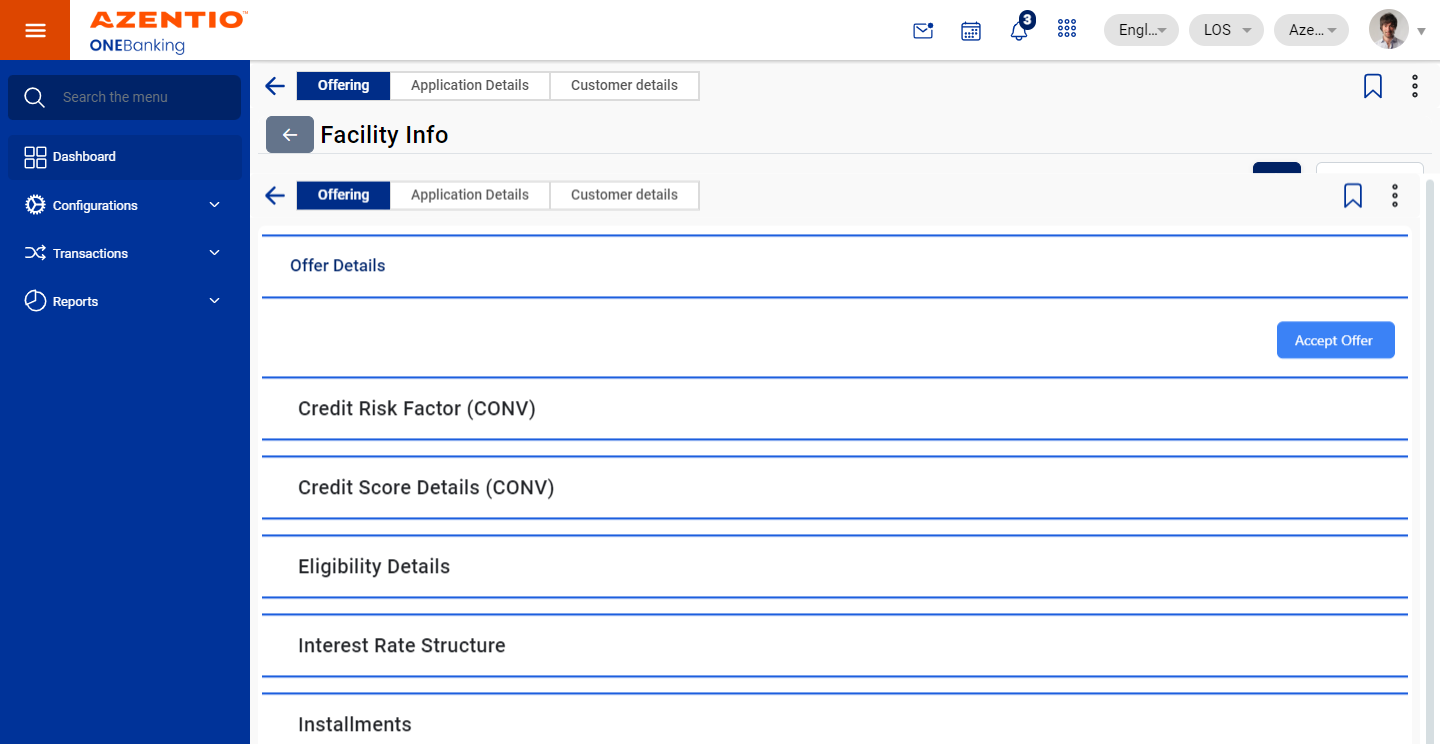 AZENTIO™
ONEBanking
3
Engl...
LOS
Aze...
Search the menu
Dashboard
Configurations
Transactions
Reports
Offering
Application Details
Customer details
Facility Info
Offering
Application Details
Customer details
Offer Details
Accept Offer
Credit Risk Factor (CONV)
Credit Score Details (CONV)
Eligibility Details
Interest Rate Structure
Installments